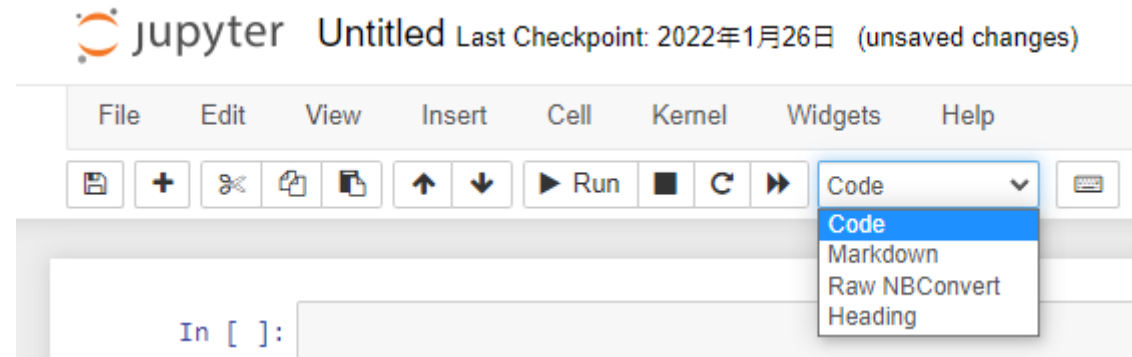 jupyter Untitled Last Checkpoint: 2022年1月26日 (unsaved changes)
File Edit View Insert Cell Kernel Widgets Help
Run Code
Code
Markdown
Raw NBConvert
Heading
In [ ]: